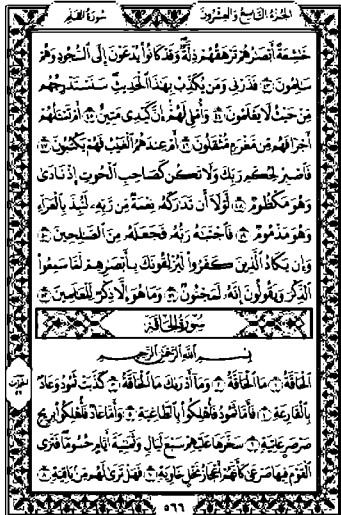 الجزء التاسع والعشرون سورة القلم
خَٰشِعَةً أَبْصَٰرُهُمْ تَرْهَقُهُمْ ذِلَّةٌ وَقَدْ كَانُوا۟ يُدْعَوْنَ إِلَى ٱلسُّجُودِ وَهُمْ
سَٰلِمُونَ ٤٣ فَذَرْنِى وَمَن يُكَذِّبُ بِهَٰذَا ٱلْحَدِيثِ سَنَسْتَدْرِجُهُم
مِّنْ حَيْثُ لَا يَعْلَمُونَ ٤٤ وَأُمْلِى لَهُمْ إِنَّ كَيْدِى مَتِينٌ ٤٥ أَمْ تَسْـَٔلُهُمْ
أَجْرًا فَهُم مِّن مَّغْرَمٍ مُّثْقَلُونَ ٤٦ أَمْ عِندَهُمُ ٱلْغَيْبُ فَهُمْ يَكْتُبُونَ ٤٧
فَٱصْبِرْ لِحُكْمِ رَبِّكَ وَلَا تَكُن كَصَاحِبِ ٱلْحُوتِ إِذْ نَادَىٰ
وَهُوَ مَكْظُومٌ ٤٨ لَّوْلَآ أَن تَدَٰرَكَهُۥ نِعْمَةٌ مِّن رَّبِّهِۦ لَنُبِذَ بِٱلْعَرَآءِ
وَهُوَ مَذْمُومٌ ٤٩ فَٱجْتَبَٰهُ رَبُّهُۥ فَجَعَلَهُۥ مِنَ ٱلصَّٰلِحِينَ ٥٠
وَإِن يَكَادُ ٱلَّذِينَ كَفَرُوا۟ لَيُزْلِقُونَكَ بِأَبْصَٰرِهِمْ لَمَّا سَمِعُوا۟
ٱلذِّكْرَ وَيَقُولُونَ إِنَّهُۥ لَمَجْنُونٌ ٥١ وَمَا هُوَ إِلَّا ذِكْرٌ لِّلْعَٰلَمِينَ ٥٢
سورة الحاقة
بِسْمِ ٱللَّهِ ٱلرَّحْمَٰنِ ٱلرَّحِيمِ
ٱلْحَآقَّةُ ١ مَا ٱلْحَآقَّةُ ٢ وَمَآ أَدْرَىٰكَ مَا ٱلْحَآقَّةُ ٣ كَذَّبَتْ ثَمُودُ وَعَادٌۢ
بِٱلْقَارِعَةِ ٤ فَأَمَّا ثَمُودُ فَأُهْلِكُوا۟ بِٱلطَّاغِيَةِ ٥ وَأَمَّا عَادٌ فَأُهْلِكُوا۟ بِرِيحٍ
صَرْصَرٍ عَاتِيَةٍ ٦ سَخَّرَهَا عَلَيْهِمْ سَبْعَ لَيَالٍ وَثَمَٰنِيَةَ أَيَّامٍ حُسُومًا فَتَرَى
ٱلْقَوْمَ فِيهَا صَرْعَىٰ كَأَنَّهُمْ أَعْجَازُ نَخْلٍ خَاوِيَةٍ ٧ فَهَلْ تَرَىٰ لَهُم مِّنۢ بَاقِيَةٍ ٨
٥٦٦